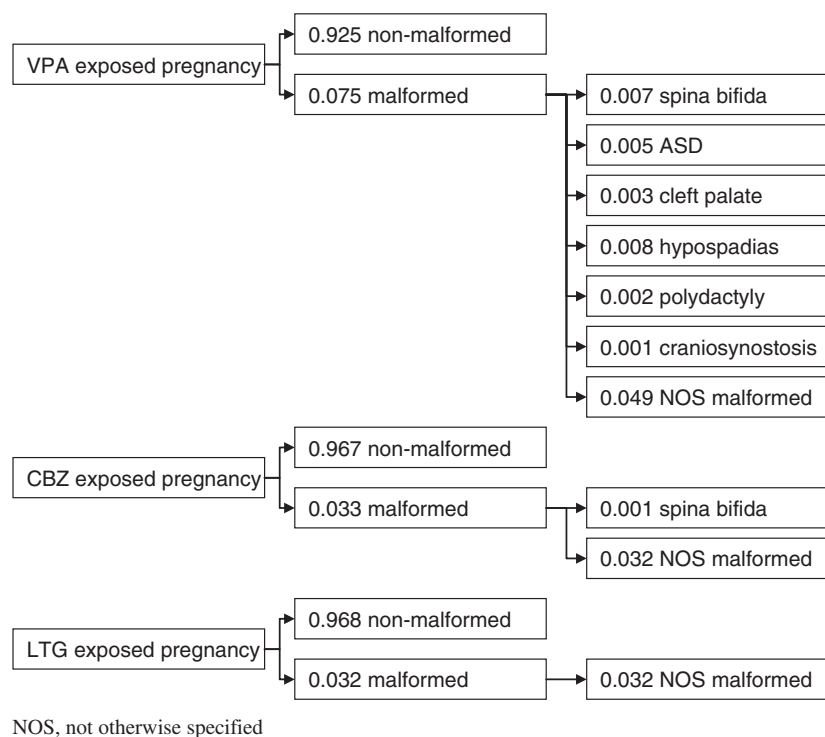 VPA exposed pregnancy
0.925 non-malformed
0.075 malformed
0.007 spina bifida
0.005 ASD
0.003 cleft palate
0.008 hypospadias
0.002 polydactyly
0.001 craniosynostosis
0.049 NOS malformed
CBZ exposed pregnancy
0.967 non-malformed
0.033 malformed
0.001 spina bifida
0.032 NOS malformed
LTG exposed pregnancy
0.968 non-malformed
0.032 malformed
0.032 NOS malformed
NOS, not otherwise specified